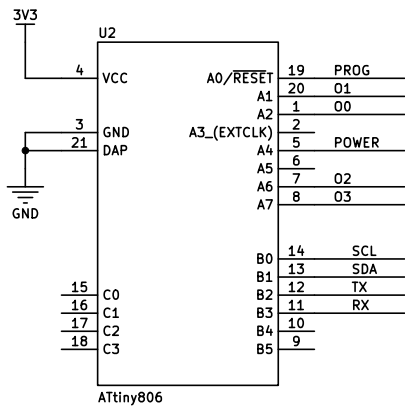 3V3
U2
4 VCC
A0/RESET 19 PROG
A1 20 O1
A2 1 O0
3 GND
A3_(EXTCLK) 2
21 DAP
A4 5 POWER
A5 6
A6 7 O2
A7 8 O3
GND
B0 14 SCL
B1 13 SDA
15 C0
B2 12 TX
16 C1
B3 11 RX
17 C2
B4 10
18 C3
B5 9
ATtiny806